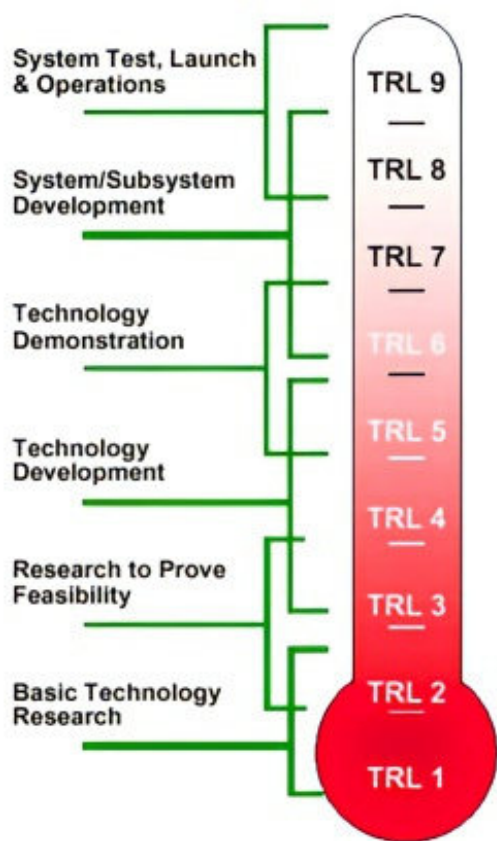 System Test, Launch
& Operations
System/Subsystem
Development
Technology
Demonstration
Technology
Development
Research to Prove
Feasibility
Basic Technology
Research
TRL 9
TRL 8
TRL 7
TRL 6
TRL 5
TRL 4
TRL 3
TRL 2
TRL 1